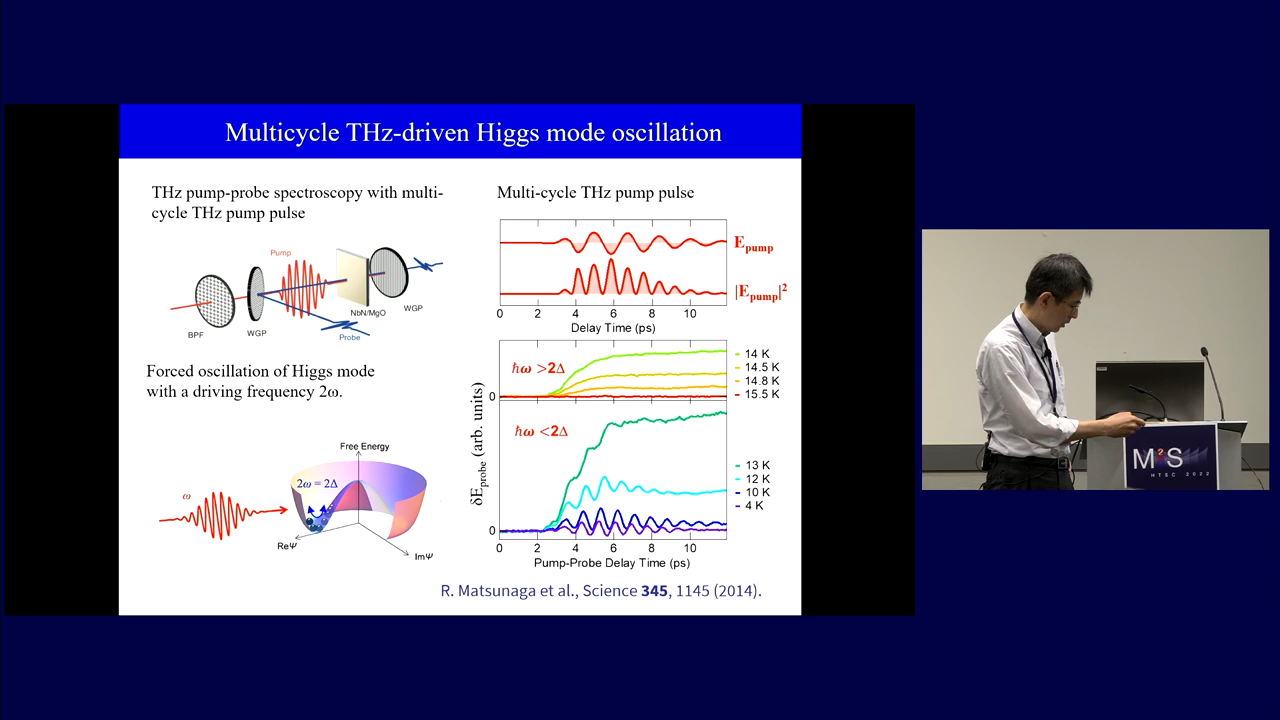 Multicycle THz-driven Higgs mode oscillation
THz pump-probe spectroscopy with multi-
cycle THz pump pulse
Pump
BPF
WGP
NbN/MgO
WGP
Probe
Forced oscillation of Higgs mode
with a driving frequency 2ω.
Free Energy
2ω = 2Δ
ω
ReΨ
ImΨ
Multi-cycle THz pump pulse
E_pump
|E_pump|²
0 2 4 6 8 10
Delay Time (ps)
ħω >2Δ
14 K
14.5 K
14.8 K
15.5 K
0
ħω <2Δ
13 K
12 K
10 K
4 K
0
δE_probe (arb. units)
0 2 4 6 8 10
Pump-Probe Delay Time (ps)
R. Matsunaga et al., Science 345, 1145 (2014).
M²S
HTSC 2022